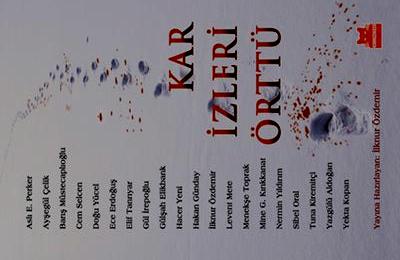 KAR
İZLERİ
ÖRTTÜ
Aslı E. Perker
Ayşegül Çelik
Barış Müstecaplıoğlu
Cem Selcen
Doğu Yücel
Ece Erdoğuş
Elif Tanrıyar
Gül İrepoğlu
Gülşah Elikbank
Hacer Yeni
Hakan Günday
İlknur Özdemir
Levent Mete
Menekşe Toprak
Mine G. Kırıkkanat
Nermin Yıldırım
Sibel Oral
Tuna Kiremitçi
Yazgülü Aldoğan
Yekta Kopan
Yayına Hazırlayan: İlknur Özdemir